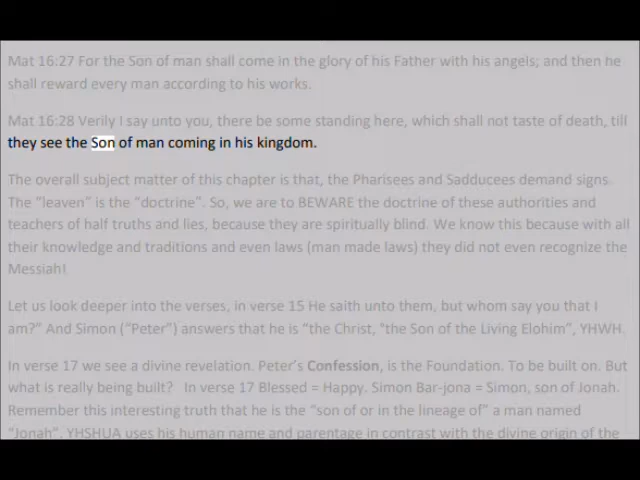 Mat 16:27 For the Son of man shall come in the glory of his Father with his angels; and then he
shall reward every man according to his works.
Mat 16:28 Verily I say unto you, there be some standing here, which shall not taste of death, till
they see the Son of man coming in his kingdom.
The overall subject matter of this chapter is that, the Pharisees and Sadducees demand signs.
The "leaven" is the "doctrine". So, we are to BEWARE the doctrine of these authorities and
teachers of half truths and lies, because they are spiritually blind. We know this because with all
their knowledge and traditions and even laws (man made laws) they did not even recognize the
Messiah!
Let us look deeper into the verses, in verse 15 He saith unto them, but whom say you that I
am?" And Simon ("Peter") answers that he is "the Christ, "the Son of the Living Elohim", YHWH.
In verse 17 we see a divine revelation. Peter's Confession, is the Foundation. To be built on. But
what is really being built? In verse 17 Blessed = Happy. Simon Bar-jona = Simon, son of Jonah.
Remember this interesting truth that he is the "son of or in the lineage of" a man named
"Jonah". YHSHUA uses his human name and parentage in contrast with the divine origin of the